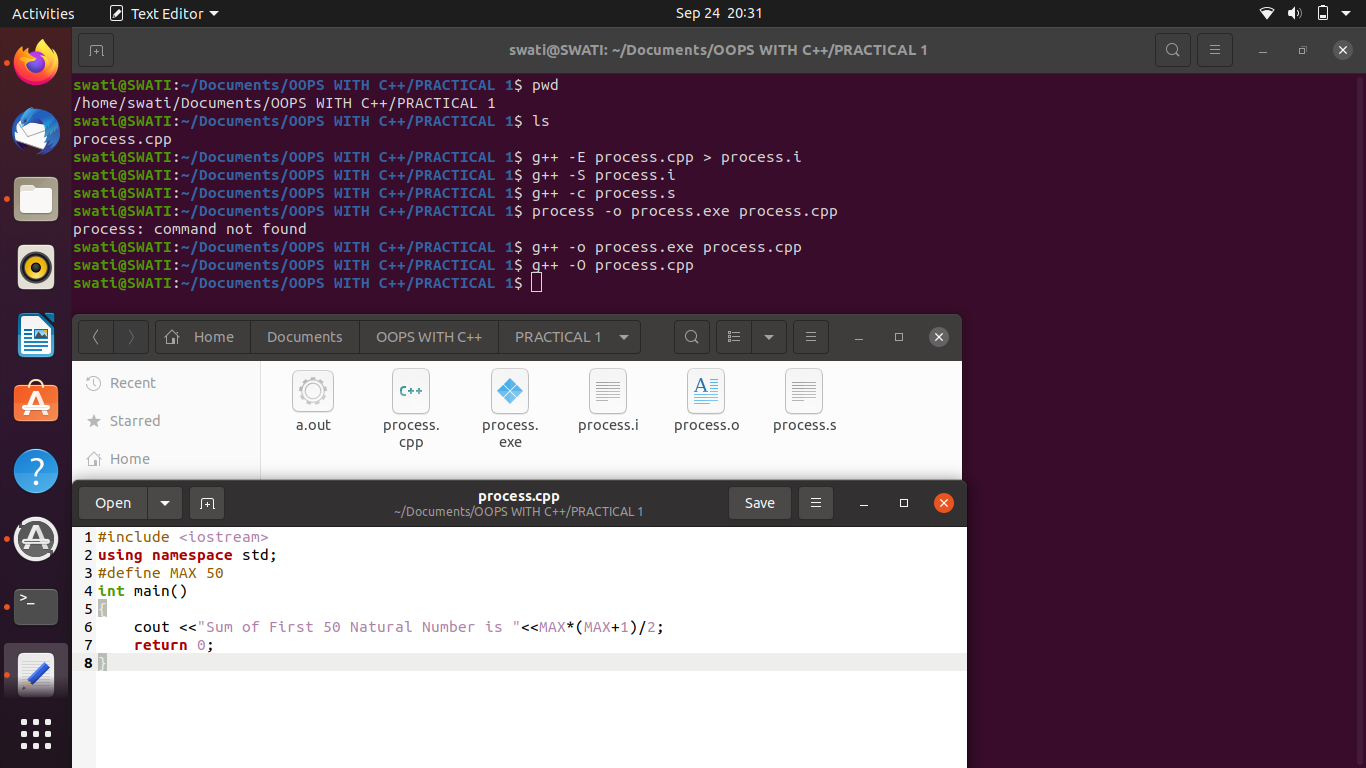 Activities Text Editor Sep 24 20:31
swati@SWATI: ~/Documents/OOPS WITH C++/PRACTICAL 1
swati@SWATI:~/Documents/OOPS WITH C++/PRACTICAL 1$ pwd
/home/swati/Documents/OOPS WITH C++/PRACTICAL 1
swati@SWATI:~/Documents/OOPS WITH C++/PRACTICAL 1$ ls
process.cpp
swati@SWATI:~/Documents/OOPS WITH C++/PRACTICAL 1$ g++ -E process.cpp > process.i
swati@SWATI:~/Documents/OOPS WITH C++/PRACTICAL 1$ g++ -S process.i
swati@SWATI:~/Documents/OOPS WITH C++/PRACTICAL 1$ g++ -c process.s
swati@SWATI:~/Documents/OOPS WITH C++/PRACTICAL 1$ process -o process.exe process.cpp
process: command not found
swati@SWATI:~/Documents/OOPS WITH C++/PRACTICAL 1$ g++ -o process.exe process.cpp
swati@SWATI:~/Documents/OOPS WITH C++/PRACTICAL 1$ g++ -O process.cpp
swati@SWATI:~/Documents/OOPS WITH C++/PRACTICAL 1$
Home Documents OOPS WITH C++ PRACTICAL 1
Recent
Starred
Home
C++
A
a.out process.cpp process.exe process.i process.o process.s
Open process.cpp Save
~/Documents/OOPS WITH C++/PRACTICAL 1
1 #include <iostream>
2 using namespace std;
3 #define MAX 50
4 int main()
5 {
6     cout <<"Sum of First 50 Natural Number is "<<MAX*(MAX+1)/2;
7     return 0;
8 }